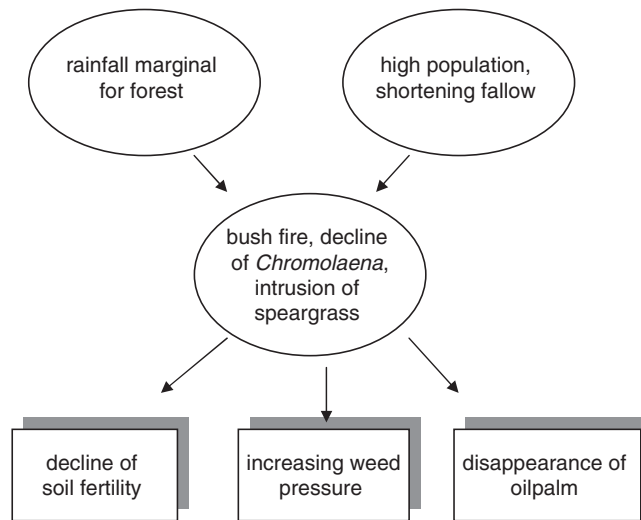 rainfall marginal
for forest
high population,
shortening fallow
bush fire, decline
of Chromolaena,
intrusion of
speargrass
decline of
soil fertility
increasing weed
pressure
disappearance of
oilpalm